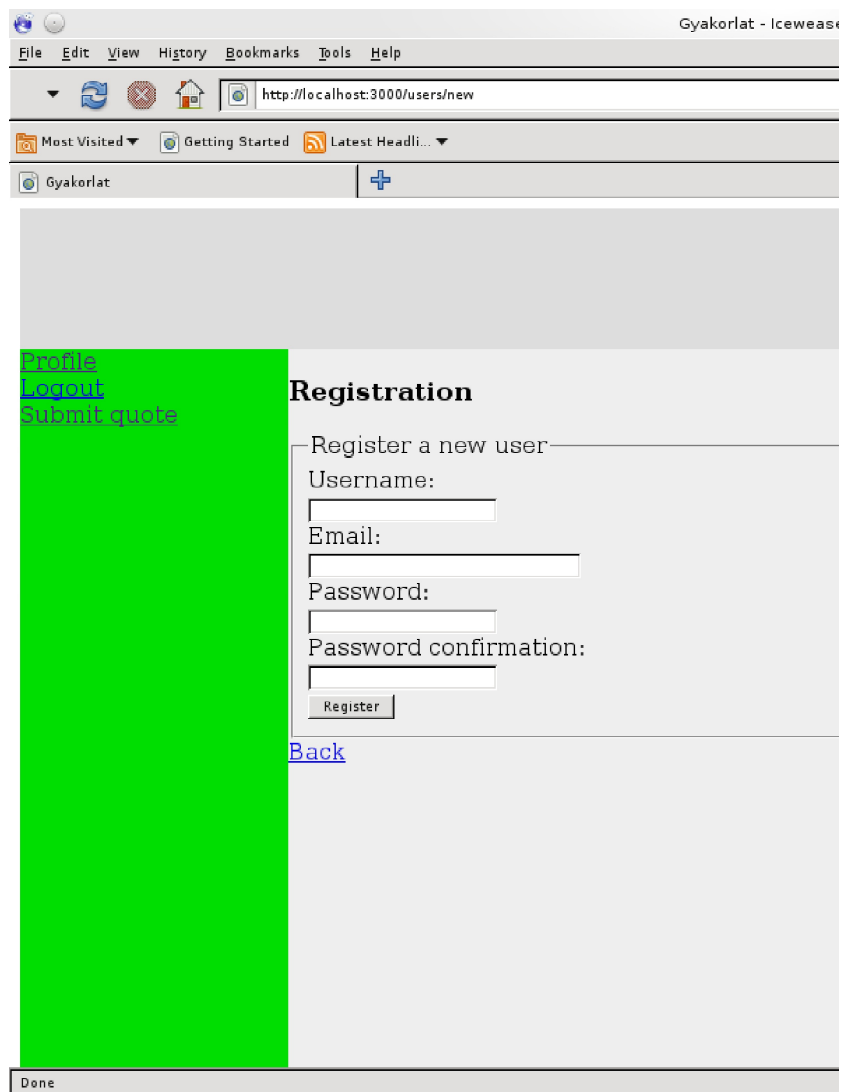 Gyakorlat - Icewease
File Edit View History Bookmarks Tools Help
http://localhost:3000/users/new
Most Visited Getting Started Latest Headli...
Gyakorlat
Profile
Logout
Submit quote
Registration
Register a new user
Username:
Email:
Password:
Password confirmation:
Register
Back
Done